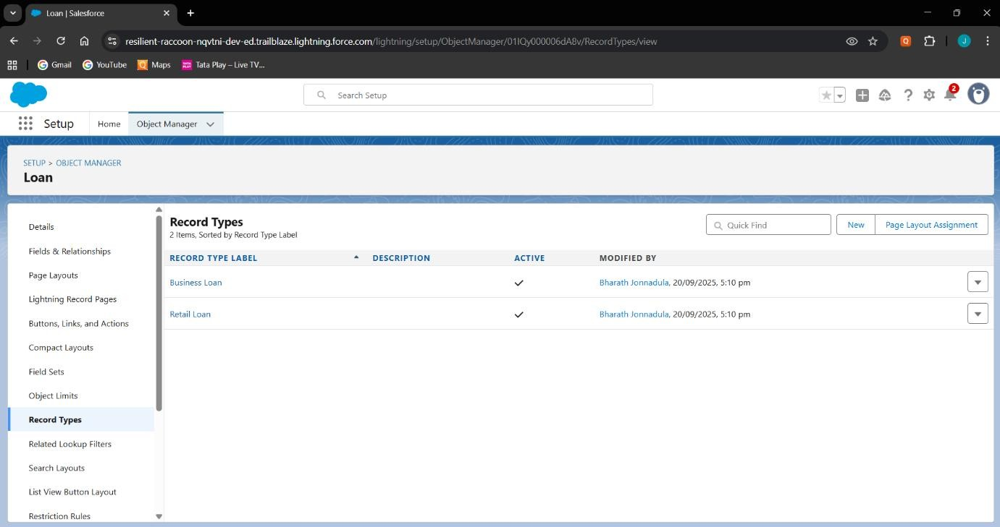 Loan | Salesforce
resilient-raccoon-nqvtni-dev-ed.trailblaze.lightning.force.com/lightning/setup/ObjectManager/01IQy000006dA8v/RecordTypes/view
Q
J
Gmail
YouTube
Maps
Tata Play – Live TV...
Search Setup
2
Setup
Home
Object Manager
SETUP > OBJECT MANAGER
Loan
Details
Fields & Relationships
Page Layouts
Lightning Record Pages
Buttons, Links, and Actions
Compact Layouts
Field Sets
Object Limits
Record Types
Related Lookup Filters
Search Layouts
List View Button Layout
Restriction Rules
Record Types
2 Items, Sorted by Record Type Label
Quick Find
New
Page Layout Assignment
RECORD TYPE LABEL DESCRIPTION ACTIVE MODIFIED BY
Business Loan Bharath Jonnadula, 20/09/2025, 5:10 pm
Retail Loan Bharath Jonnadula, 20/09/2025, 5:10 pm